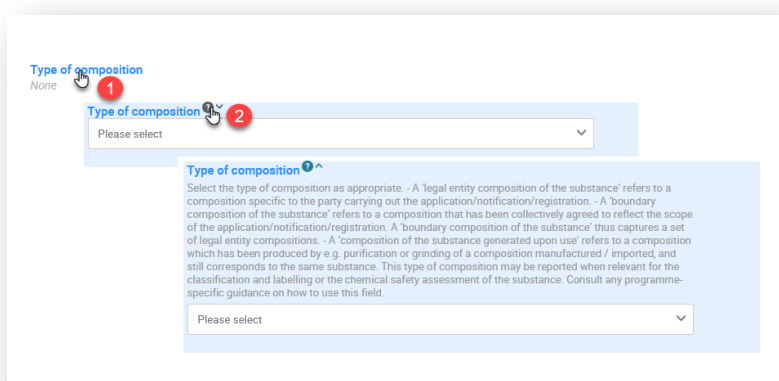 Type of composition
None
1
Type of composition ?
2
Please select
Type of composition ?
Select the type of composition as appropriate. - A 'legal entity composition of the substance' refers to a
composition specific to the party carrying out the application/notification/registration. - A 'boundary
composition of the substance' refers to a composition that has been collectively agreed to reflect the scope
of the application/notification/registration. A 'boundary composition of the substance' thus captures a set
of legal entity compositions. - A 'composition of the substance generated upon use' refers to a composition
which has been produced by e.g. purification or grinding of a composition manufactured / imported, and
still corresponds to the same substance. This type of composition may be reported when relevant for the
classification and labelling or the chemical safety assessment of the substance. Consult any programme-
specific guidance on how to use this field.
Please select